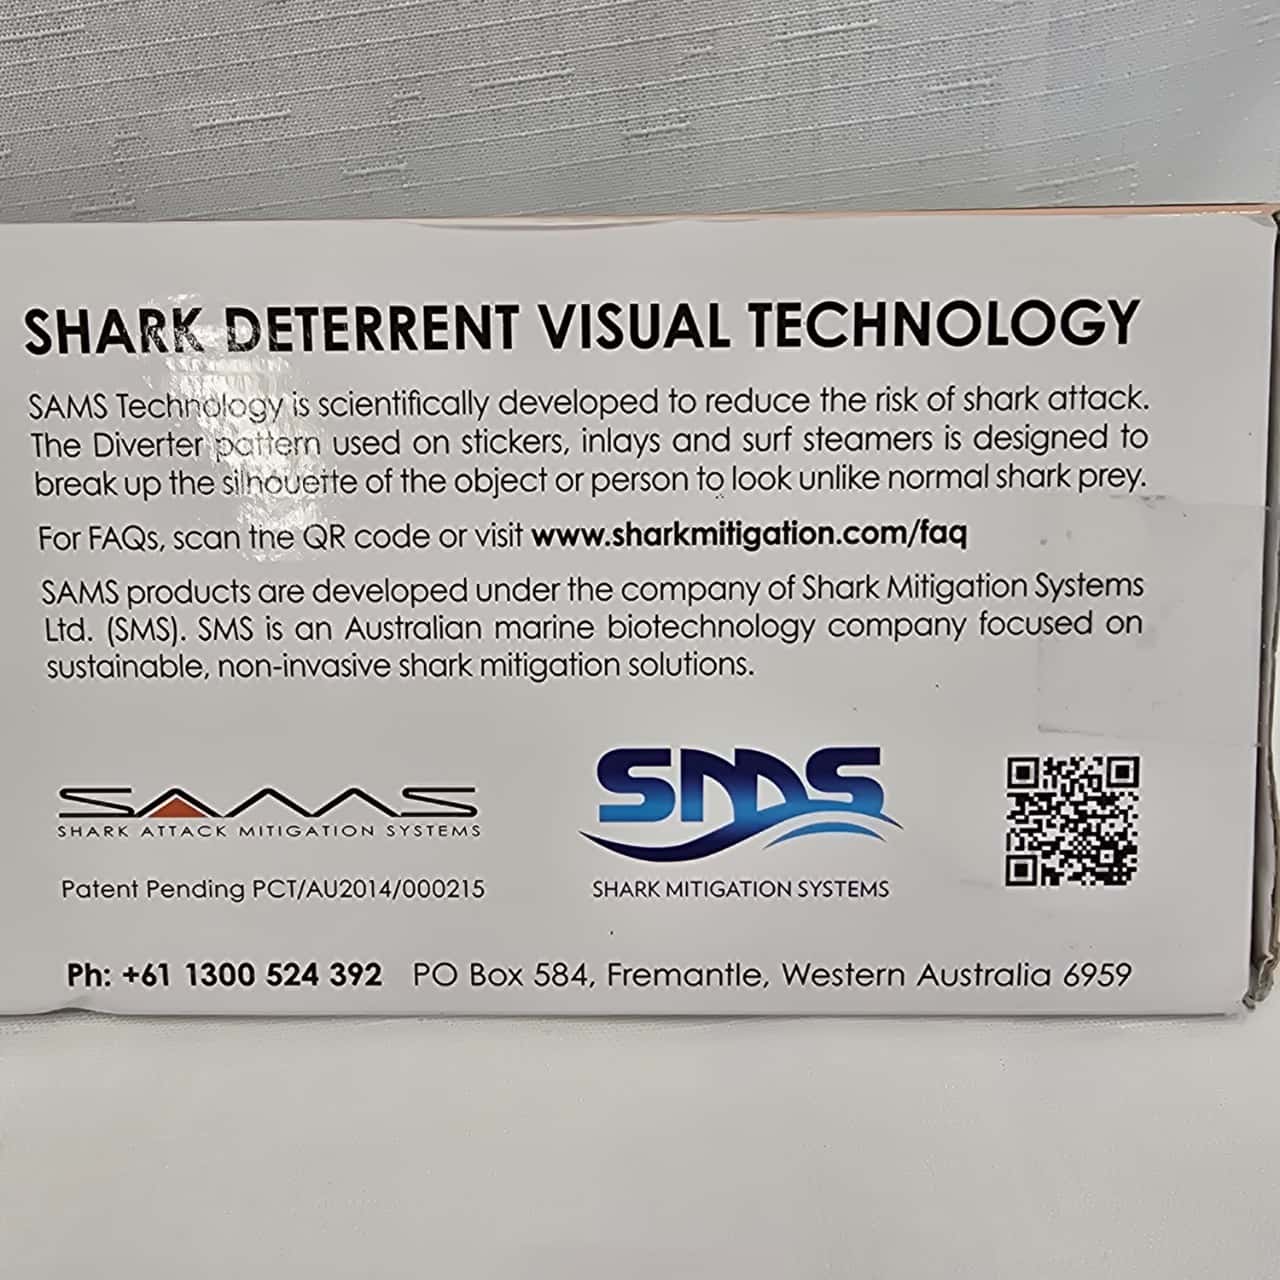 SHARK DETERRENT VISUAL TECHNOLOGY
SAMS Technology is scientifically developed to reduce the risk of shark attack.
The Diverter pattern used on stickers, inlays and surf steamers is designed to
break up the silhouette of the object or person to look unlike normal shark prey.
For FAQs, scan the QR code or visit www.sharkmitigation.com/faq
SAMS products are developed under the company of Shark Mitigation Systems
Ltd. (SMS). SMS is an Australian marine biotechnology company focused on
sustainable, non-invasive shark mitigation solutions.
SAMS
SHARK ATTACK MITIGATION SYSTEMS
Patent Pending PCT/AU2014/000215
SMS
SHARK MITIGATION SYSTEMS
Ph: +61 1300 524 392 PO Box 584, Fremantle, Western Australia 6959